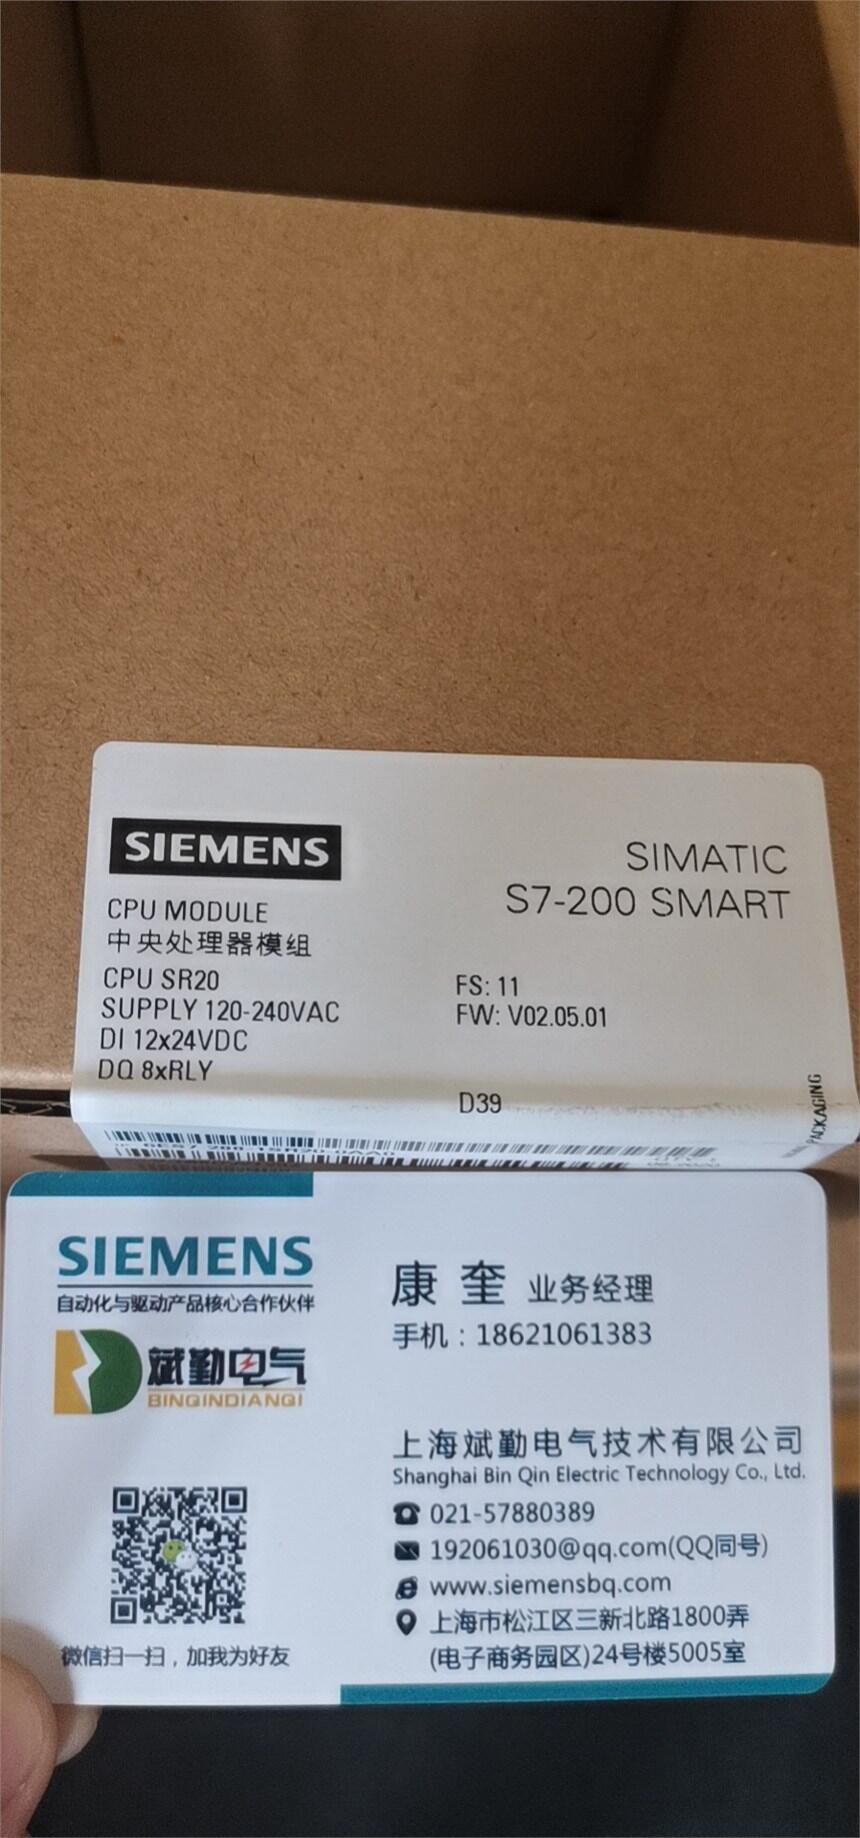 SIEMENS
SIMATIC
S7-200 SMART
CPU MODULE
中央处理器模组
CPU SR20
SUPPLY 120-240VAC
DI 12x24VDC
DQ 8xRLY
FS: 11
FW: V02.05.01
D39
PACKAGING
SIEMENS
自动化与驱动产品核心合作伙伴
斌勤电气
BINQINDIANQI
微信扫一扫，加我为好友
康奎 业务经理
手机：18621061383
上海斌勤电气技术有限公司
Shanghai Bin Qin Electric Technology Co., Ltd.
021-57880389
192061030@qq.com(QQ同号)
www.siemensbq.com
上海市松江区三新北路1800弄
(电子商务园区)24号楼5005室